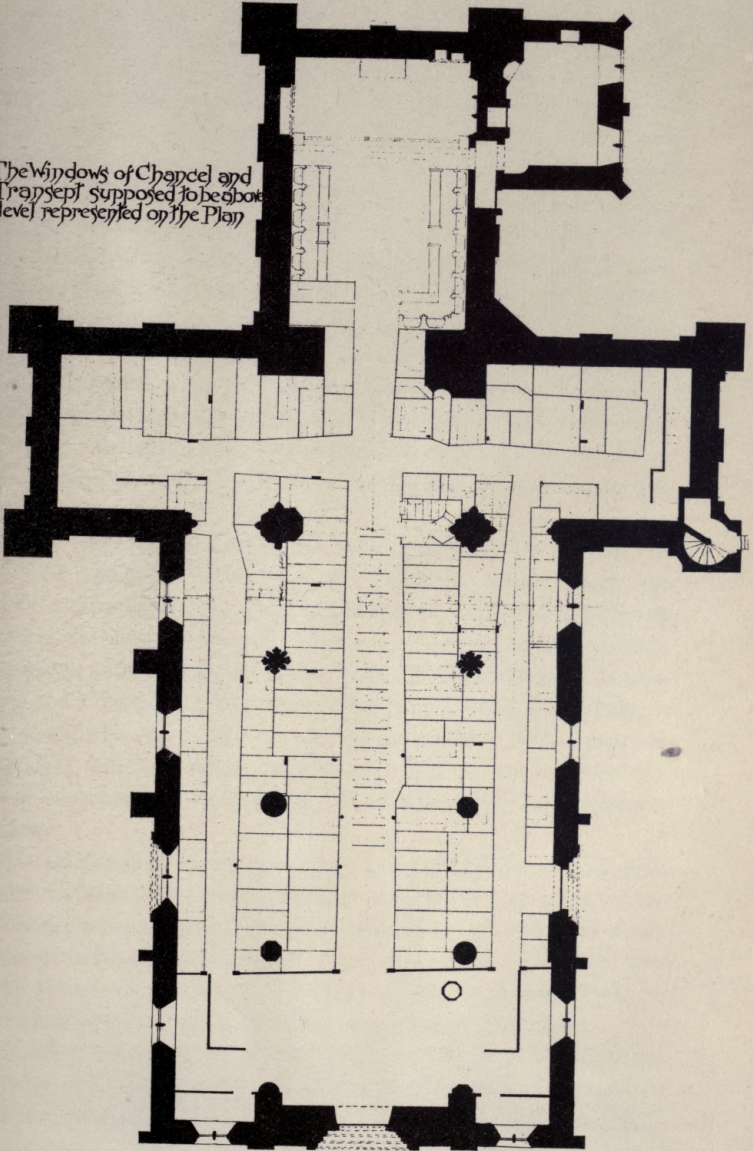 The Windows of Chancel and
Transept supposed to be above
level represented on the Plan